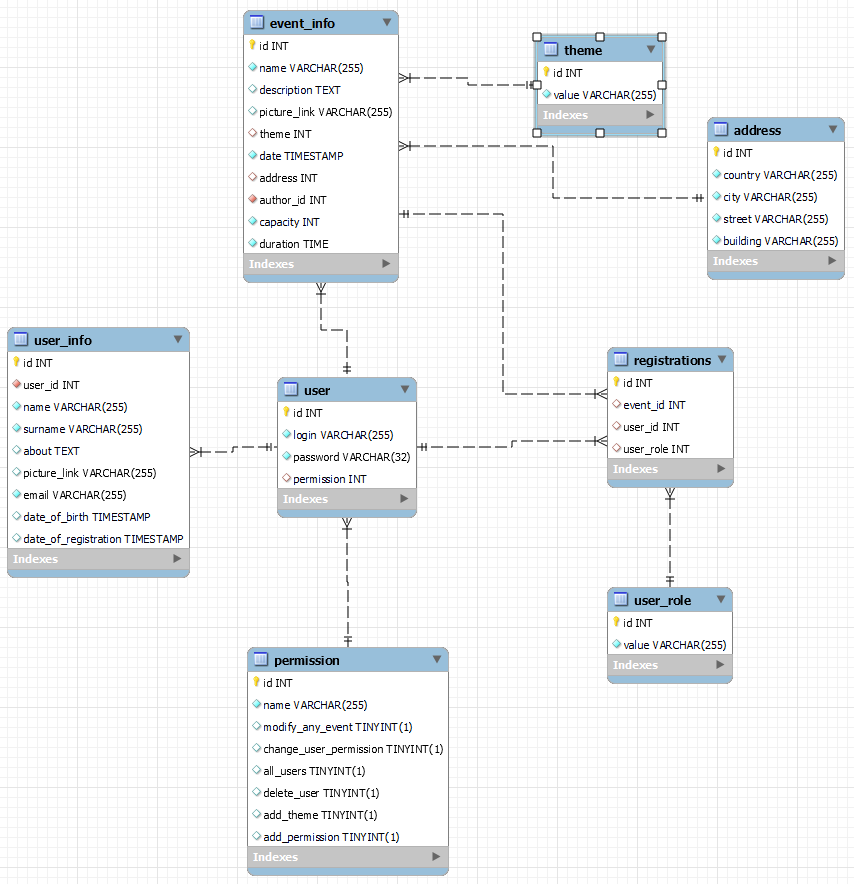 event_info
id INT
name VARCHAR(255)
description TEXT
picture_link VARCHAR(255)
theme INT
date TIMESTAMP
address INT
author_id INT
capacity INT
duration TIME
Indexes
theme
id INT
value VARCHAR(255)
Indexes
address
id INT
country VARCHAR(255)
city VARCHAR(255)
street VARCHAR(255)
building VARCHAR(255)
Indexes
user_info
id INT
user_id INT
name VARCHAR(255)
surname VARCHAR(255)
about TEXT
picture_link VARCHAR(255)
email VARCHAR(255)
date_of_birth TIMESTAMP
date_of_registration TIMESTAMP
Indexes
user
id INT
login VARCHAR(255)
password VARCHAR(32)
permission INT
Indexes
registrations
id INT
event_id INT
user_id INT
user_role INT
Indexes
user_role
id INT
value VARCHAR(255)
Indexes
permission
id INT
name VARCHAR(255)
modify_any_event TINYINT(1)
change_user_permission TINYINT(1)
all_users TINYINT(1)
delete_user TINYINT(1)
add_theme TINYINT(1)
add_permission TINYINT(1)
Indexes